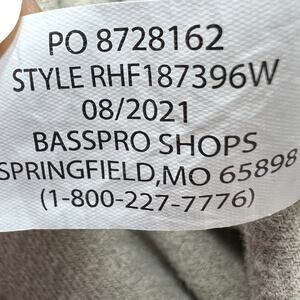 PO 8728162
STYLE RHF187396W
08/2021
BASSPRO SHOPS
SPRINGFIELD,MO 65898
(1-800-227-7776)